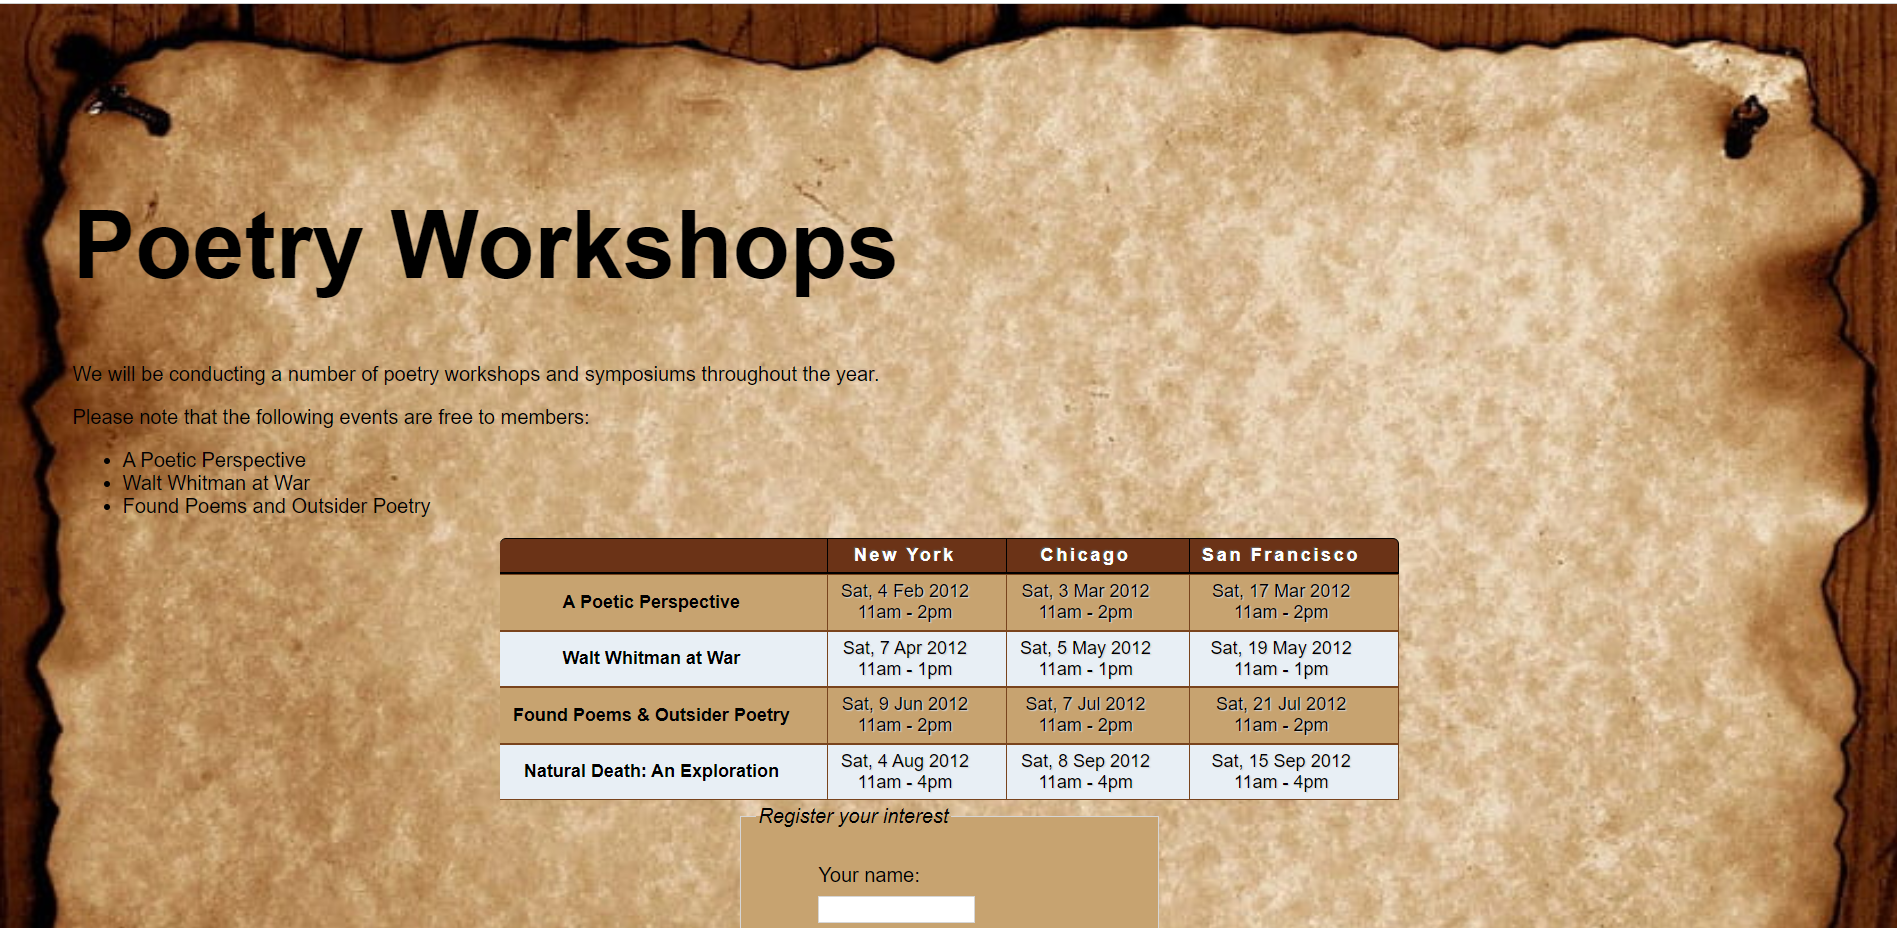 Poetry Workshops
We will be conducting a number of poetry workshops and symposiums throughout the year.
Please note that the following events are free to members:
• A Poetic Perspective
• Walt Whitman at War
• Found Poems and Outsider Poetry
New York Chicago San Francisco
A Poetic Perspective Sat, 4 Feb 2012 11am - 2pm Sat, 3 Mar 2012 11am - 2pm Sat, 17 Mar 2012 11am - 2pm
Walt Whitman at War Sat, 7 Apr 2012 11am - 1pm Sat, 5 May 2012 11am - 1pm Sat, 19 May 2012 11am - 1pm
Found Poems & Outsider Poetry Sat, 9 Jun 2012 11am - 2pm Sat, 7 Jul 2012 11am - 2pm Sat, 21 Jul 2012 11am - 2pm
Natural Death: An Exploration Sat, 4 Aug 2012 11am - 4pm Sat, 8 Sep 2012 11am - 4pm Sat, 15 Sep 2012 11am - 4pm
Register your interest
Your name: